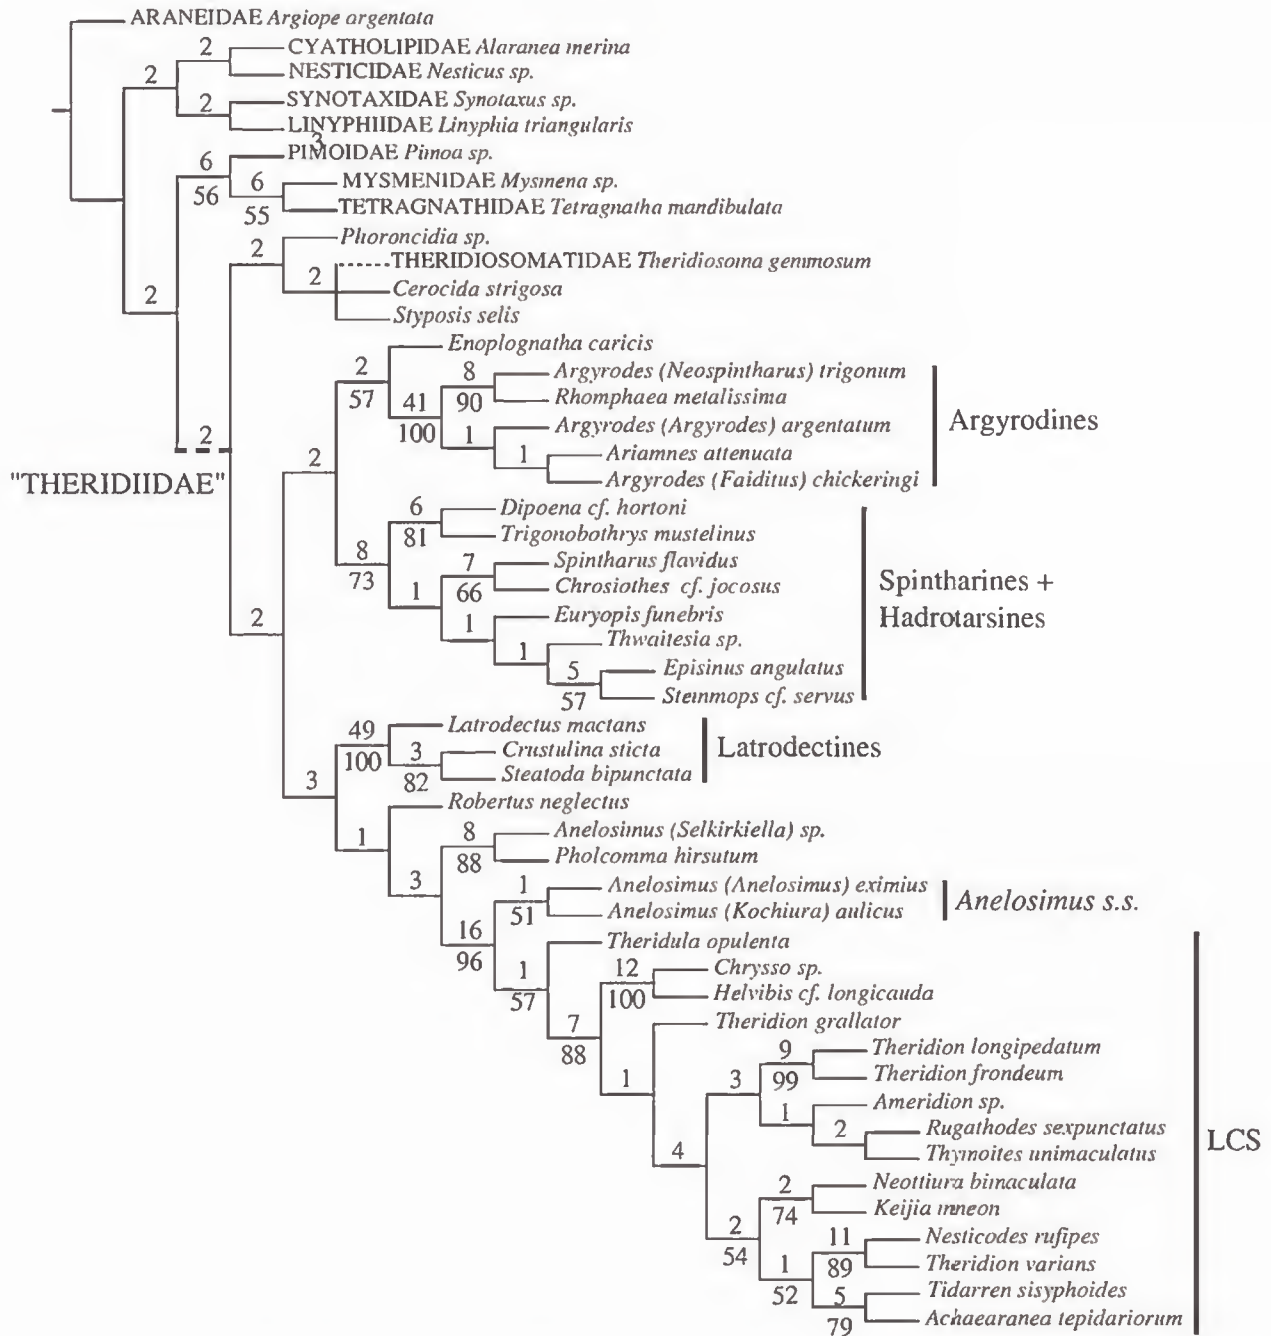 ARANEIDAE Argiope argentata
2 CYATHOLIPIDAE Alaranea merina
2 NESTICIDAE Nesticus sp.
2 SYNOTAXIDAE Synotaxus sp.
LINYPHIIDAE Linyphia triangularis
3
6 PIMOIDAE Pimoa sp.
56 6 MYSMENIDAE Mysmena sp.
55 TETRAGNATHIDAE Tetragnatha mandibulata
2 Phoroncidia sp.
2 THERIDIOSOMATIDAE Theridiosoma gemmosum
2 Cerocida strigosa
Styposis selis
Enoplognatha caricis
2 57 8 Argyrodes (Neospintharus) trigonum
41 90 Rhomphaea metalissima
100 1 Argyrodes (Argyrodes) argentatum
1 Ariamnes attenuata
Argyrodes (Faiditus) chickeringi
Argyrodines
2
"THERIDIIDAE"
2
6 Dipoena cf. hortoni
81 Trigonobothrys mustelinus
8 73 7 Spintharus flavidus
1 66 Chrosiothes cf. jocosus
1 Euryopis funebris
1 Thwaitesia sp.
5 Episinus angulatus
57 Stemmops cf. servus
Spintharines +
Hadrotarsines
2
49 Latrodectus mactans
100 3 Crustulina sticta
82 Steatoda bipunctata
Latrodectines
3
1 Robertus neglectus
8 Anelosimus (Selkirkiella) sp.
3 88 Pholcomma hirsutum
1 Anelosimus (Anelosimus) eximius
51 Anelosimus (Kochiura) aulicus
Anelosimus s.s.
16 96
1 57 Theridula opulenta
12 Chrysso sp.
100 Helvibis cf. longicauda
7 88
1 Theridion grallator
9 Theridion longipedatum
3 99 Theridion frondeum
1 Ameridion sp.
2 Rugathodes sexpunctatus
Thymoites unimaculatus
4
LCS
2 Neottiura bimaculata
74 Keijia mneon
2 54
11 Nesticodes rufipes
1 89 Theridion varians
52 5 Tidarren sisyphoides
79 Achaearanea tepidariorum